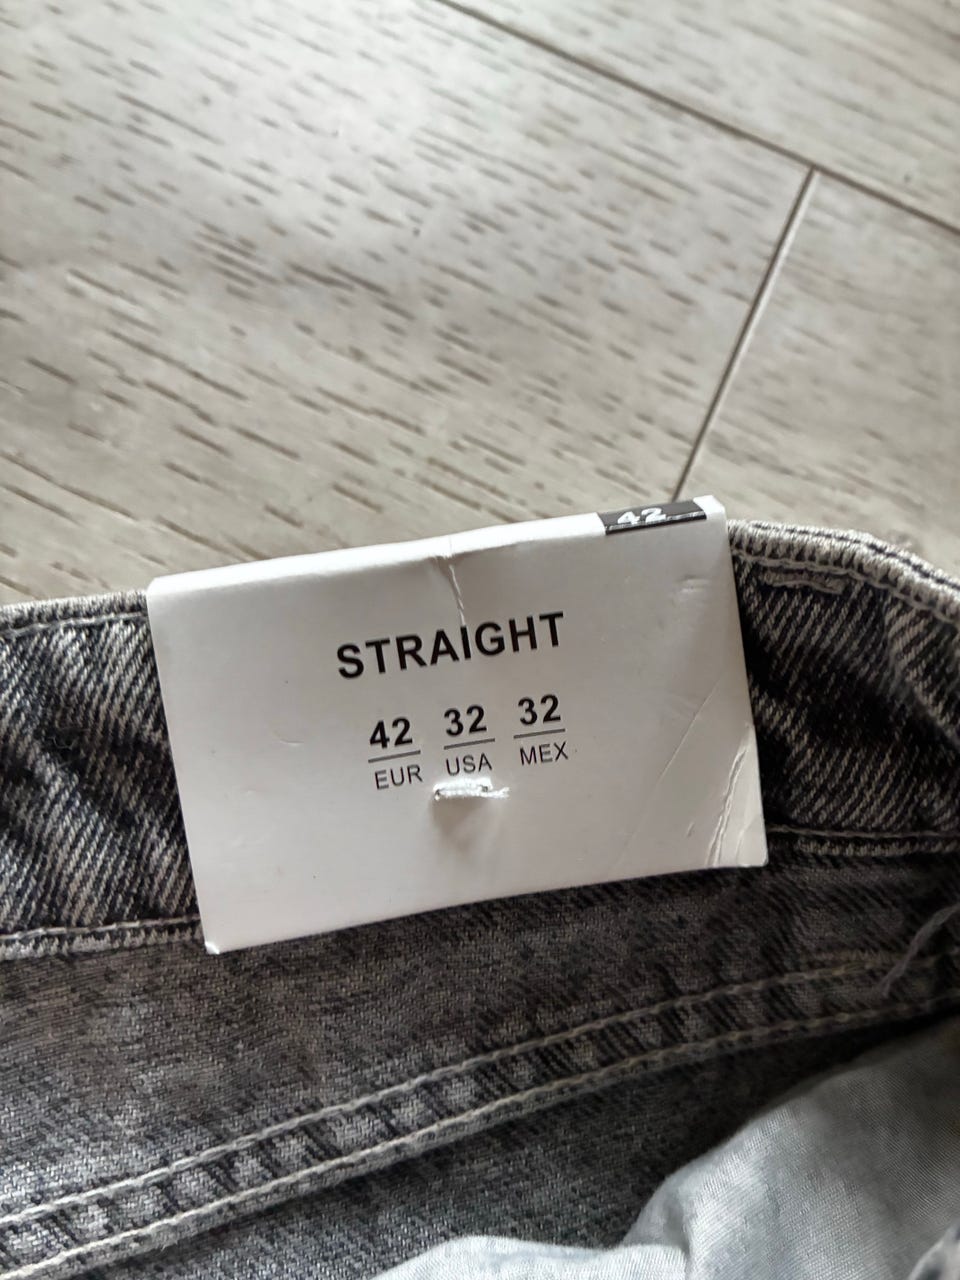 42
STRAIGHT
42 32 32
EUR USA MEX